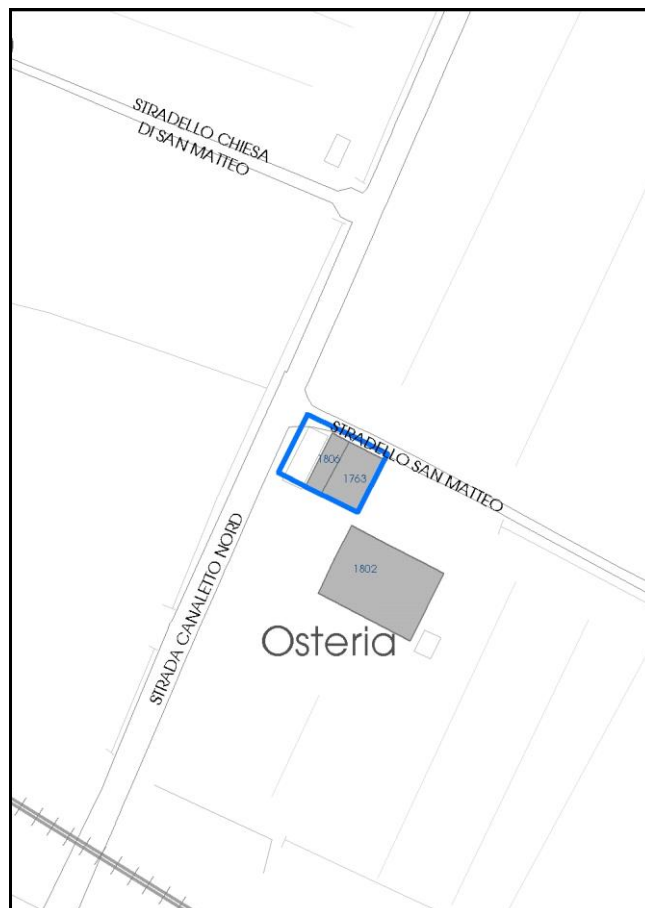 STRADELLO CHIESA
DI SAN MATTEO
STRADELLO SAN MATTEO
1806
1763
1802
Osteria
STRADA CANALETTO NORD